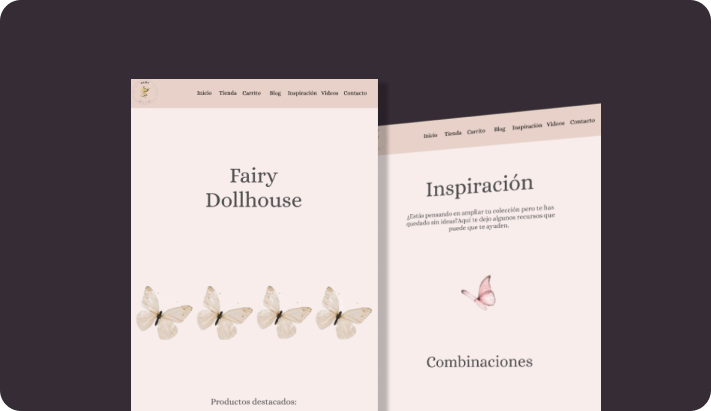 Inicio Tienda Carrito Blog Inspiración Videos Contacto
Fairy
Dollhouse
Productos destacados:
Inicio Tienda Carrito Blog Inspiración Videos Contacto
Inspiración
¿Estás pensando en ampliar tu colección pero te has
quedado sin ideas?Aquí te dejo algunos recursos que
puede que te ayuden.
Combinaciones